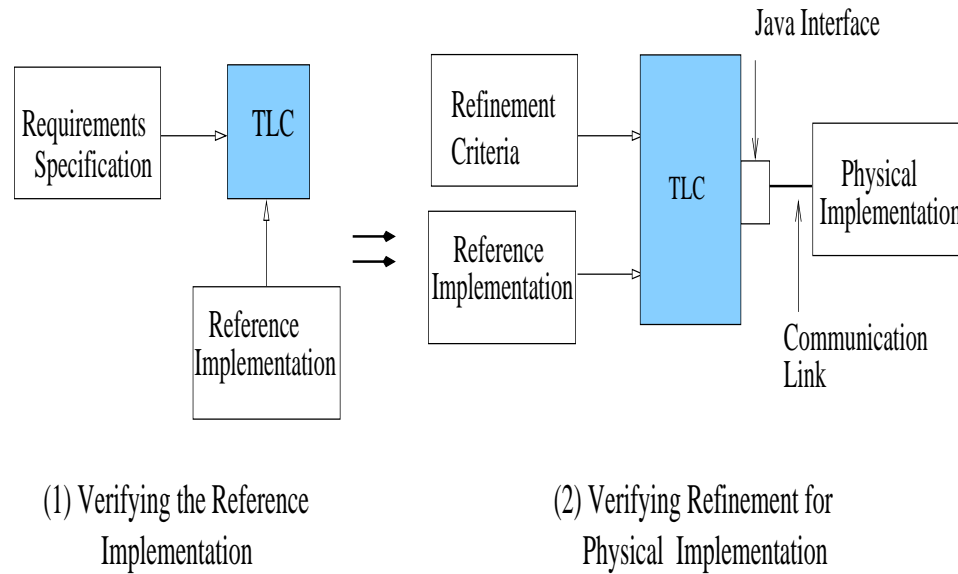 Java Interface
Requirements
Specification
TLC
Refinement
Criteria
TLC
Physical
Implementation
Reference
Implementation
Reference
Implementation
Communication
Link
(1) Verifying the Reference
Implementation
(2) Verifying Refinement for
Physical Implementation